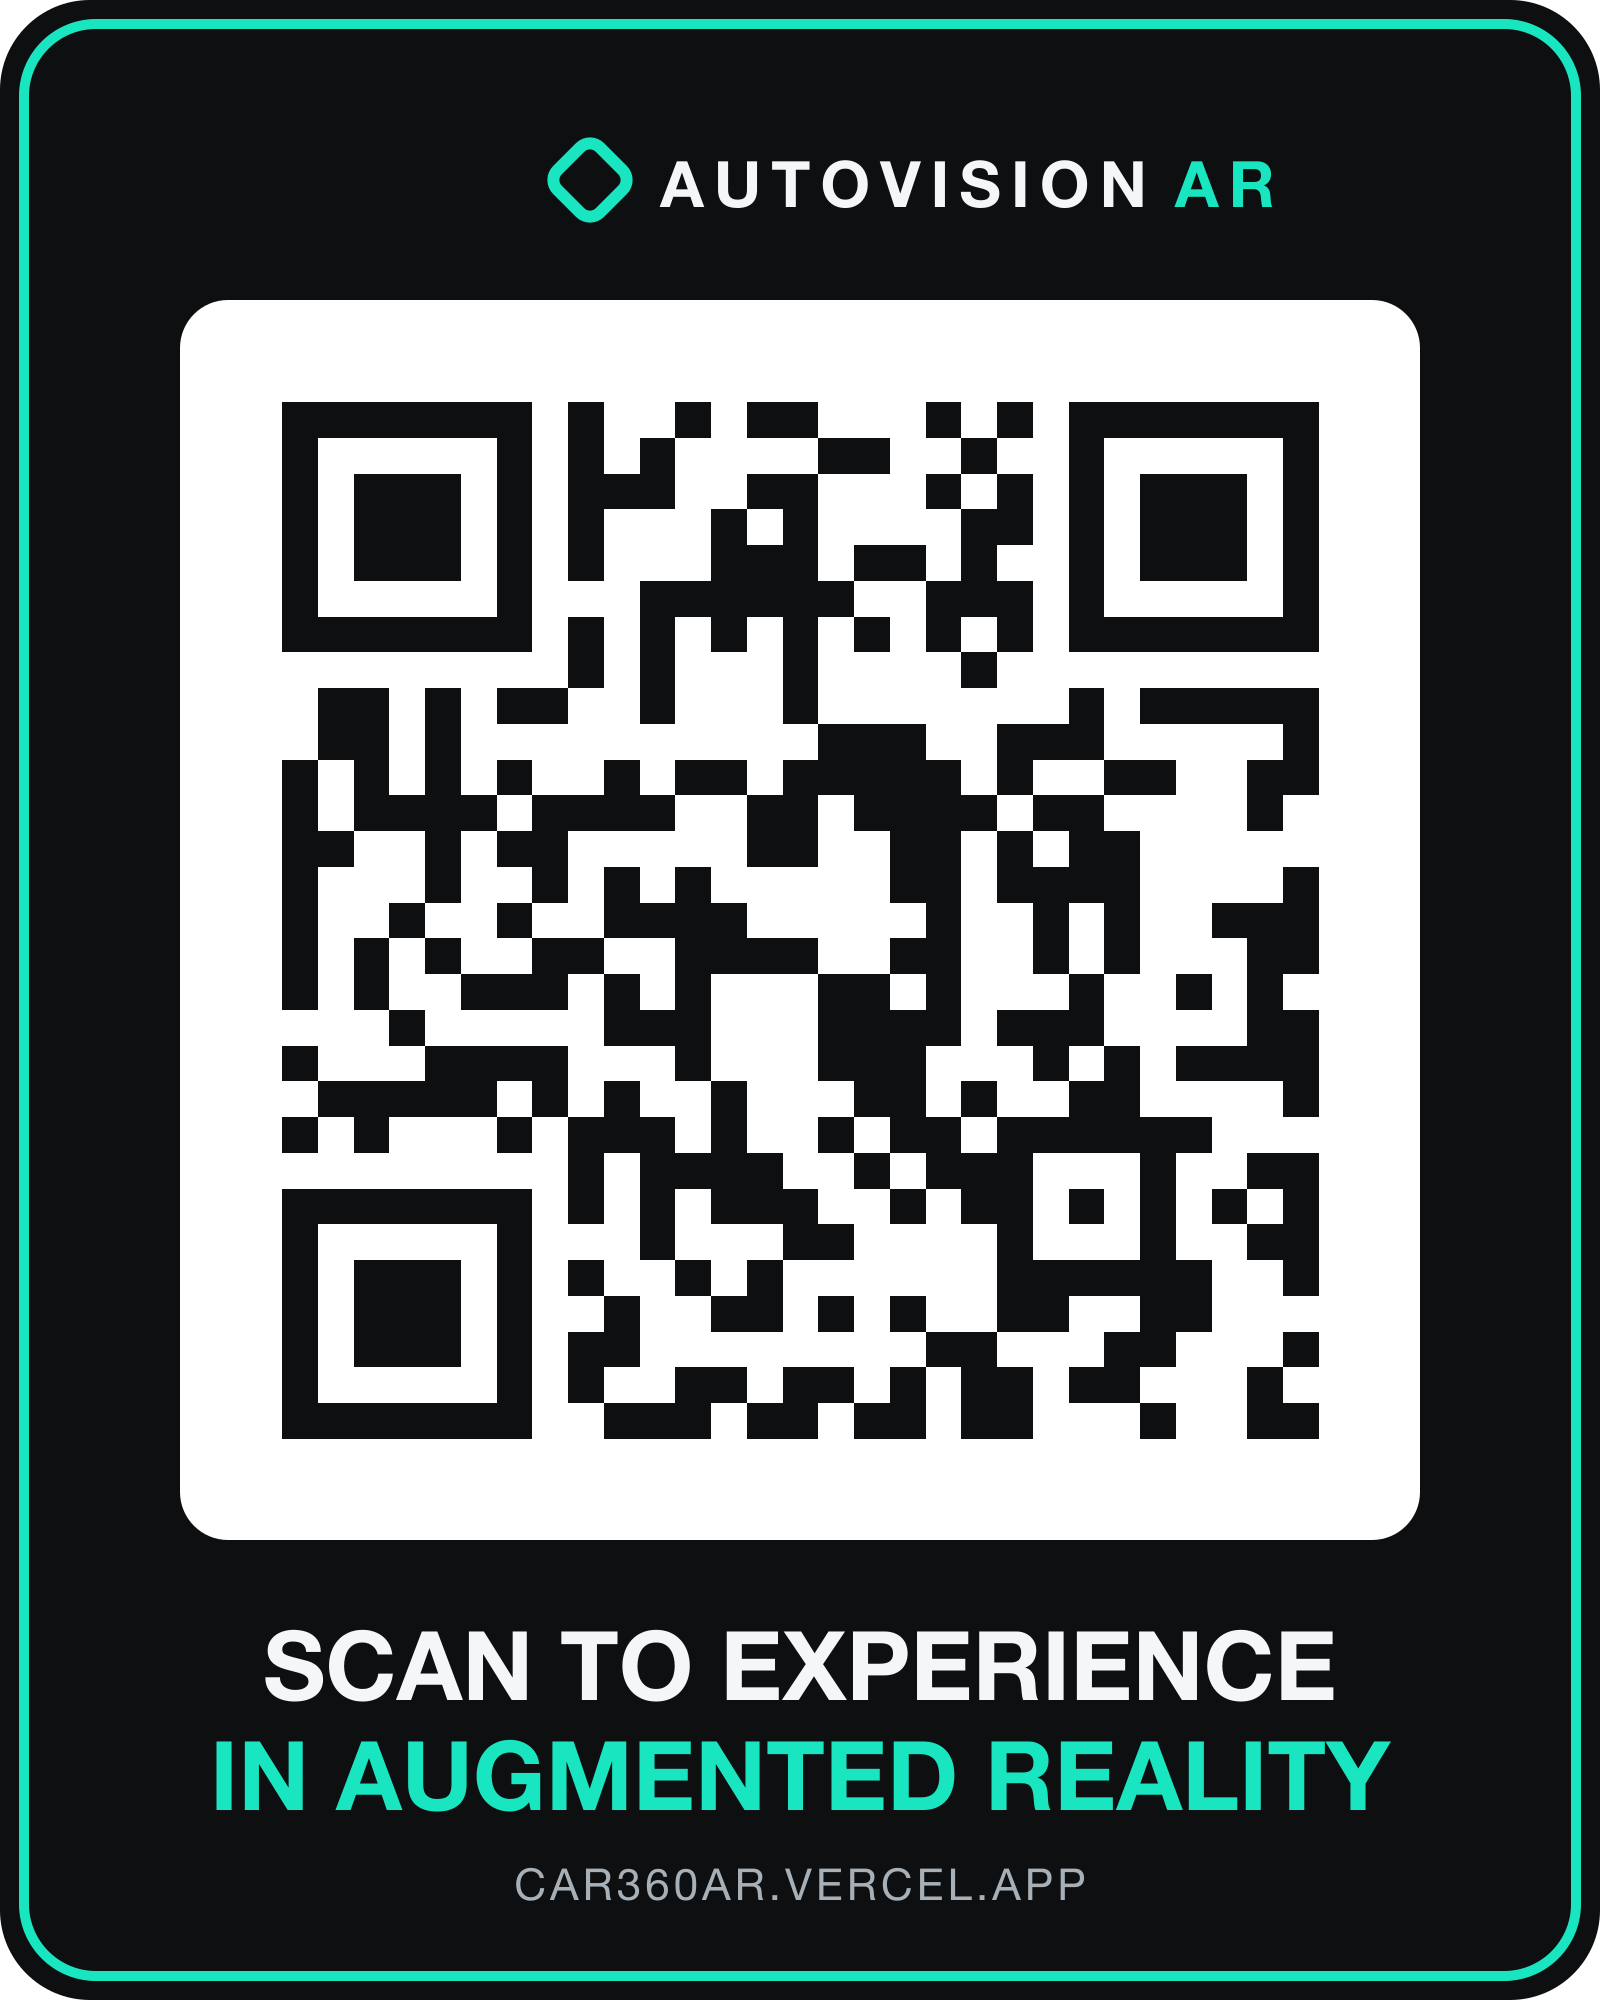 AUTOVISION AR
SCAN TO EXPERIENCE
IN AUGMENTED REALITY
CAR360AR.VERCEL.APP